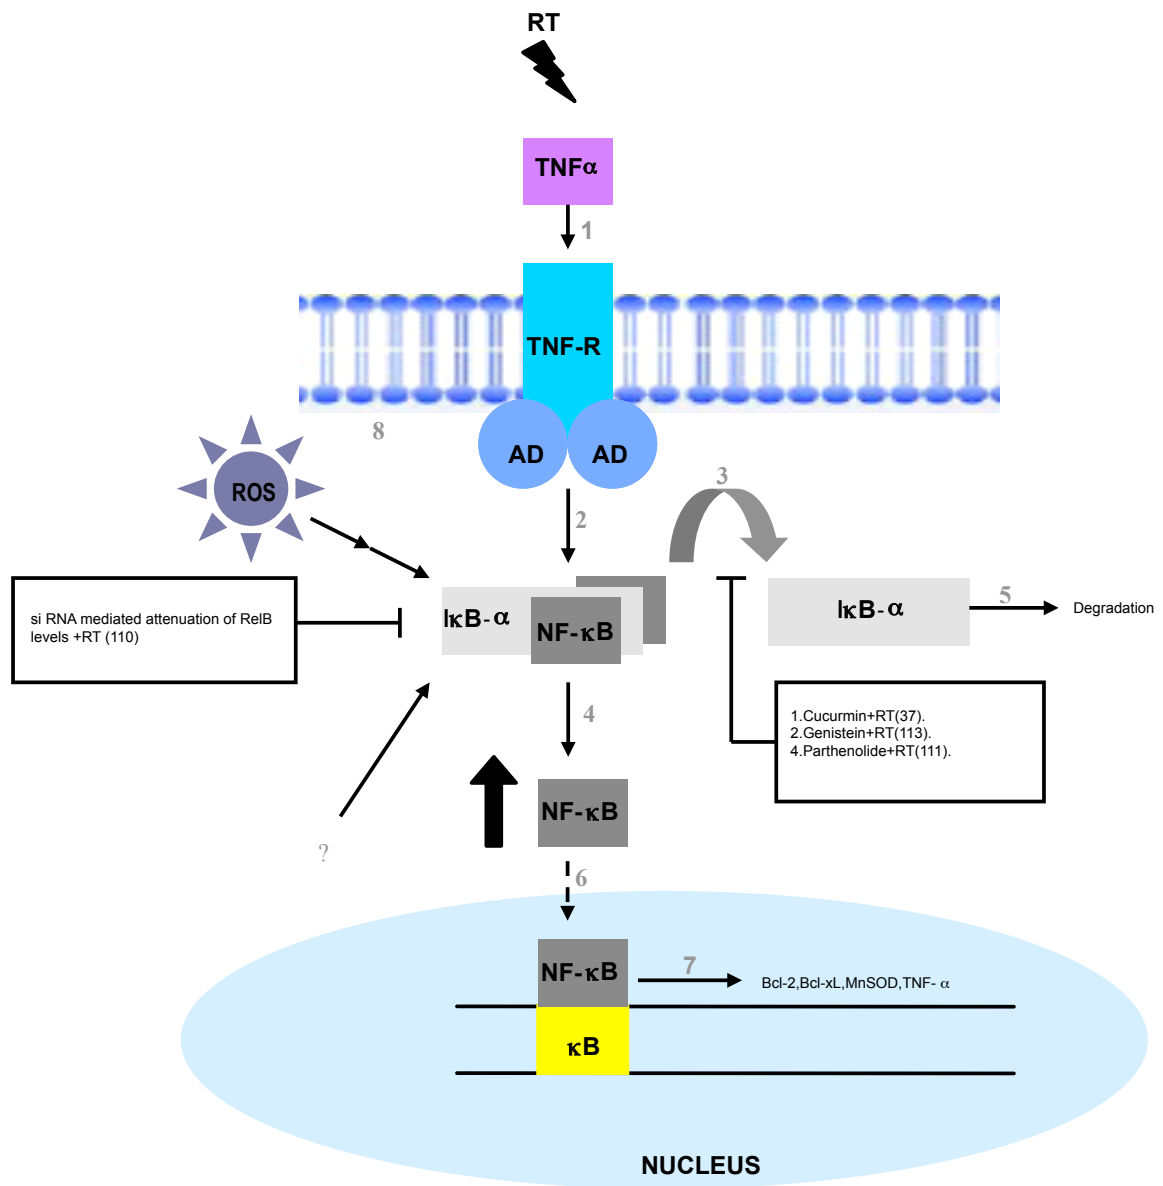 RT
TNFα
1
TNF-R
8
AD
AD
3
ROS
2
IκB-α
NF-κB
IκB-α
5
Degradation
si RNA mediated attenuation of RelB
levels +RT (110)
4
1.Cucurmin+RT(37).
2.Genistein+RT(113).
4.Parthenolide+RT(111).
NF-κB
?
6
NF-κB
7
Bcl-2,Bcl-xL,MnSOD,TNF- α
κB
NUCLEUS